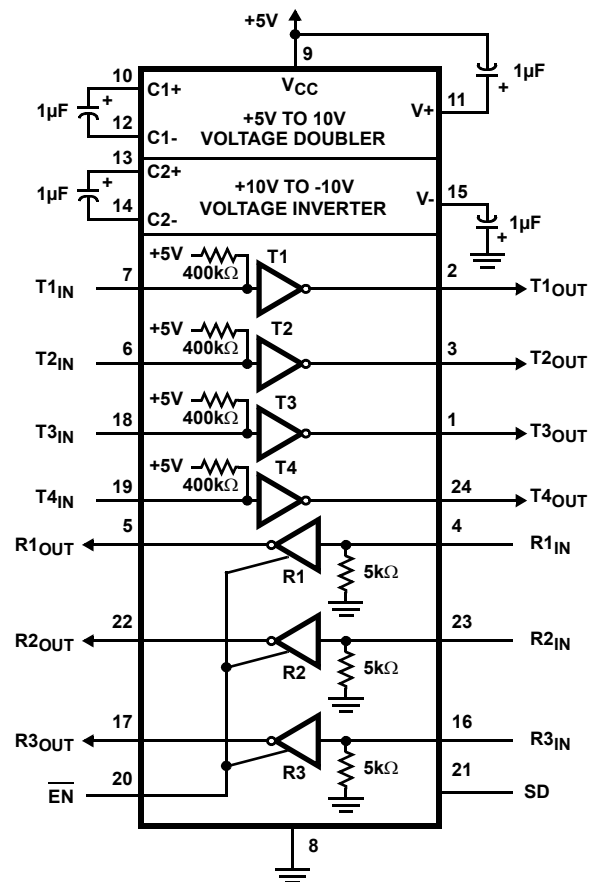 +5V
9
VCC
10
C1+
1µF
+
12
C1-
+5V TO 10V
VOLTAGE DOUBLER
V+
11
1µF
+
13
C2+
1µF
+
14
C2-
+10V TO -10V
VOLTAGE INVERTER
V-
15
1µF
+
T1IN
7
+5V
400kΩ
T1
2
T1OUT
T2IN
6
+5V
400kΩ
T2
3
T2OUT
T3IN
18
+5V
400kΩ
T3
1
T3OUT
T4IN
19
+5V
400kΩ
T4
24
T4OUT
R1OUT
5
R1
5kΩ
4
R1IN
R2OUT
22
R2
5kΩ
23
R2IN
R3OUT
17
R3
5kΩ
16
R3IN
EN
20
21
SD
8